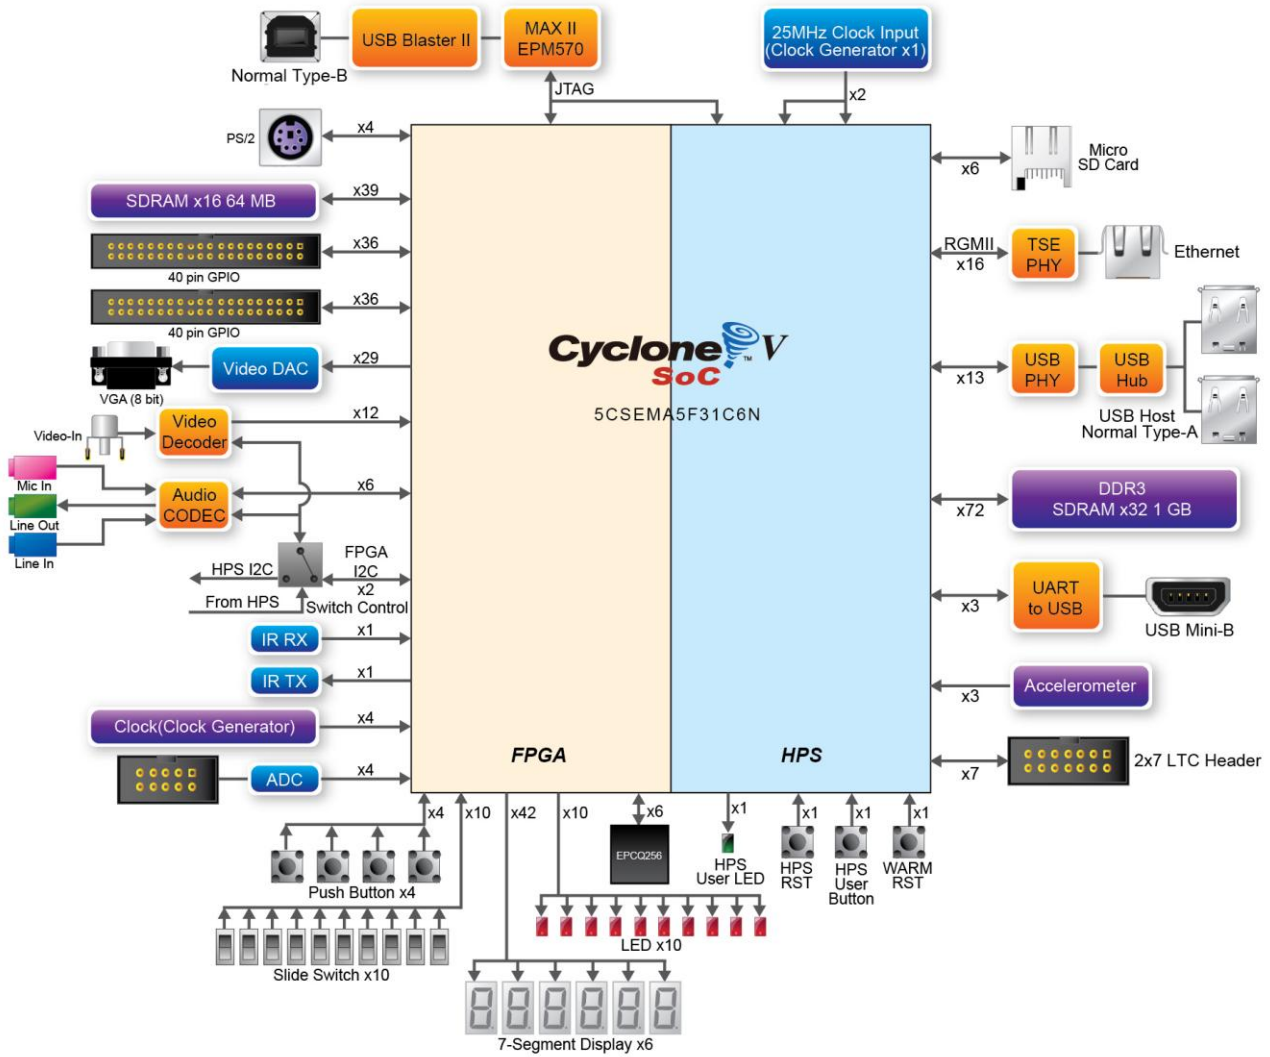 USB Blaster II
MAX II
EPM570
25MHz Clock Input
(Clock Generator x1)
Normal Type-B
JTAG
x2
PS/2
x4
x6
Micro
SD Card
SDRAM x16 64 MB
x39
x36
40 pin GPIO
RGMII
x16
TSE
PHY
Ethernet
x36
40 pin GPIO
Cyclone V
TM
SoC
5CSEMA5F31C6N
VGA (8 bit)
Video DAC
x29
x13
USB
PHY
USB
Hub
USB Host
Normal Type-A
Video-In
Video
Decoder
x12
Mic In
Line Out
Line In
Audio
CODEC
x6
x72
DDR3
SDRAM x32 1 GB
HPS I2C
From HPS
FPGA
I2C
x2
Switch Control
x3
UART
to USB
USB Mini-B
IR RX
x1
IR TX
x1
x3
Accelerometer
Clock(Clock Generator)
x4
ADC
x4
FPGA
HPS
x7
2x7 LTC Header
x4
x10
x42
x10
x6
x1
x1
x1
x1
Push Button x4
EPCQ256
HPS
User LED
HPS
RST
HPS
User
Button
WARM
RST
Slide Switch x10
LED x10
7-Segment Display x6